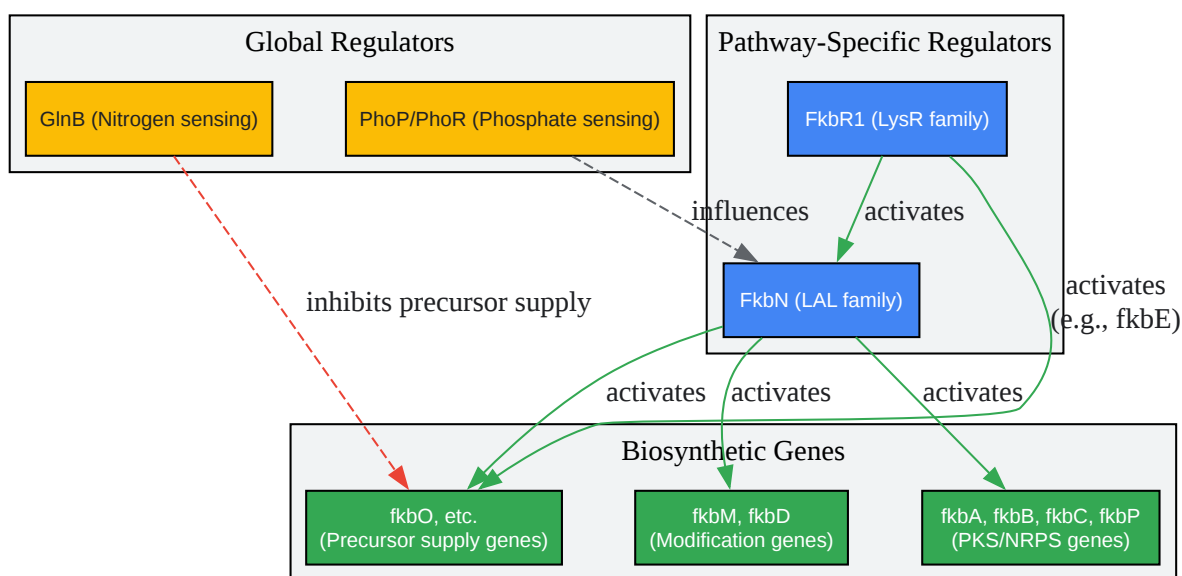 Global Regulators
Pathway-Specific Regulators
GlnB (Nitrogen sensing)
PhoP/PhoR (Phosphate sensing)
FkbR1 (LysR family)
influences
activates
FkbN (LAL family)
activates
(e.g., fkbE)
inhibits precursor supply
activates
activates
activates
Biosynthetic Genes
fkbO, etc.
(Precursor supply genes)
fkbM, fkbD
(Modification genes)
fkbA, fkbB, fkbC, fkbP
(PKS/NRPS genes)